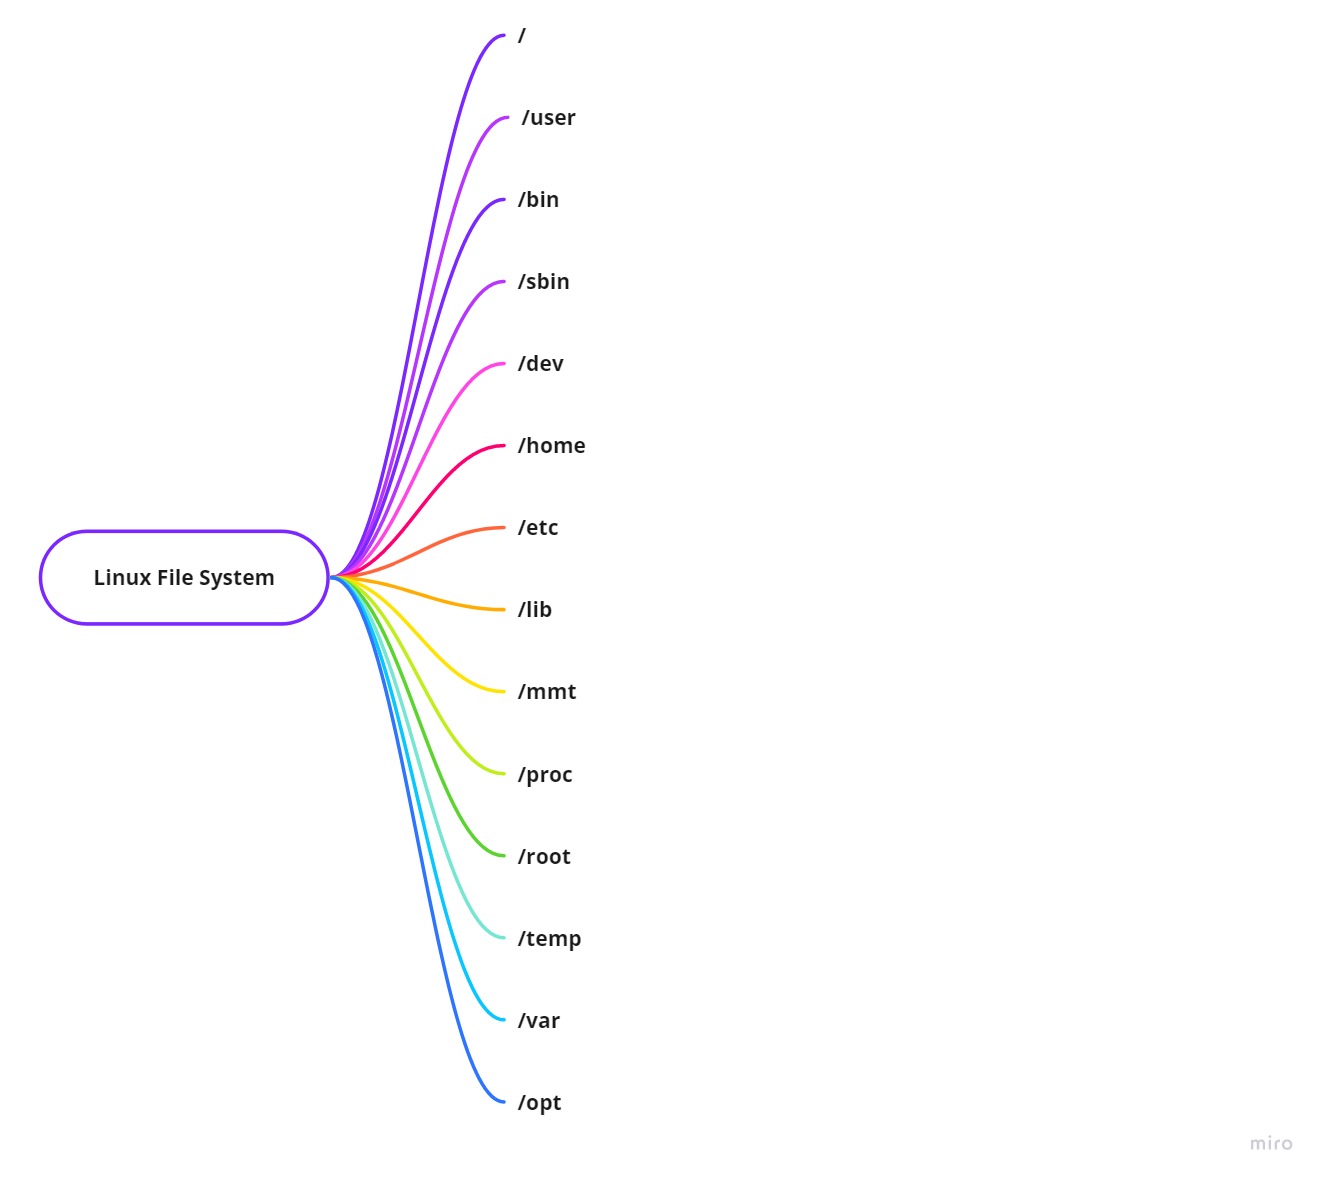 /
/user
/bin
/sbin
/dev
/home
/etc
Linux File System
/lib
/mmt
/proc
/root
/temp
/var
/opt
miro